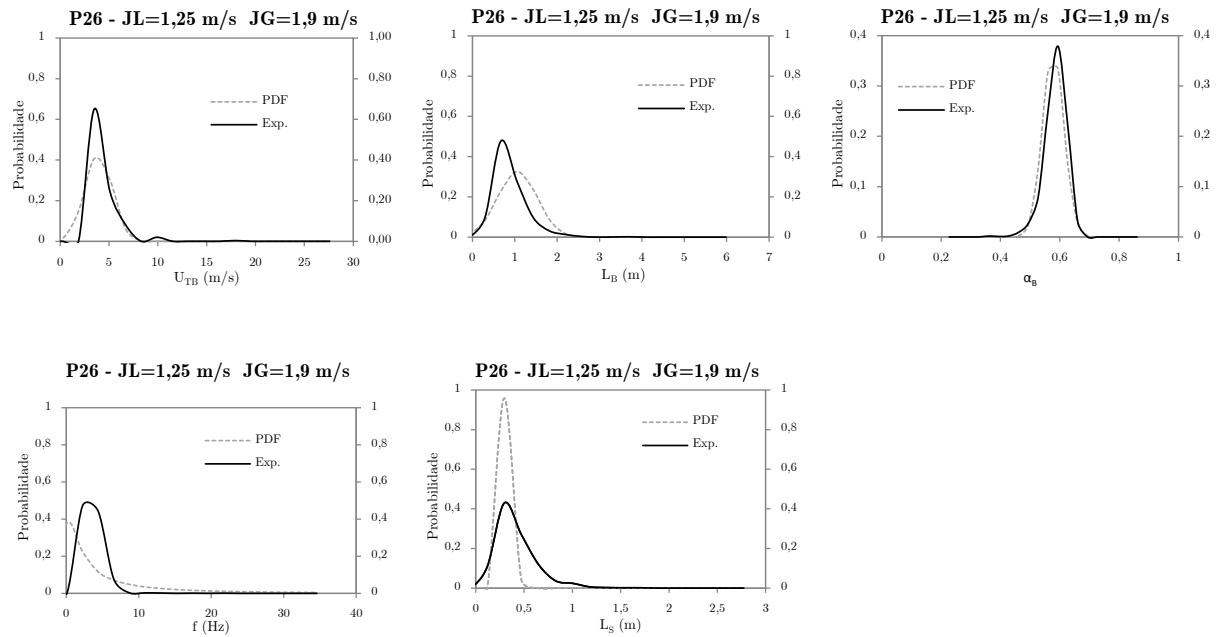 P26 - JL=1,25 m/s JG=1,9 m/s
1
0,8
0,6
0,4
0,2
0
1,00
0,80
0,60
0,40
0,20
0,00
Probabilidade
PDF
Exp.
0 5 10 15 20 25 30
U_TB (m/s)
P26 - JL=1,25 m/s JG=1,9 m/s
1
0,8
0,6
0,4
0,2
0
1
0,8
0,6
0,4
0,2
0
Probabilidade
PDF
Exp.
0 1 2 3 4 5 6 7
L_B (m)
P26 - JL=1,25 m/s JG=1,9 m/s
0,4
0,3
0,2
0,1
0
0,4
0,3
0,2
0,1
0
Probabilidade
PDF
Exp.
0 0,2 0,4 0,6 0,8 1
α_B
P26 - JL=1,25 m/s JG=1,9 m/s
1
0,8
0,6
0,4
0,2
0
1
0,8
0,6
0,4
0,2
0
Probabilidade
PDF
Exp.
0 10 20 30 40
f (Hz)
P26 - JL=1,25 m/s JG=1,9 m/s
1
0,8
0,6
0,4
0,2
0
1
0,8
0,6
0,4
0,2
0
Probabilidade
PDF
Exp.
0 0,5 1 1,5 2 2,5 3
L_S (m)